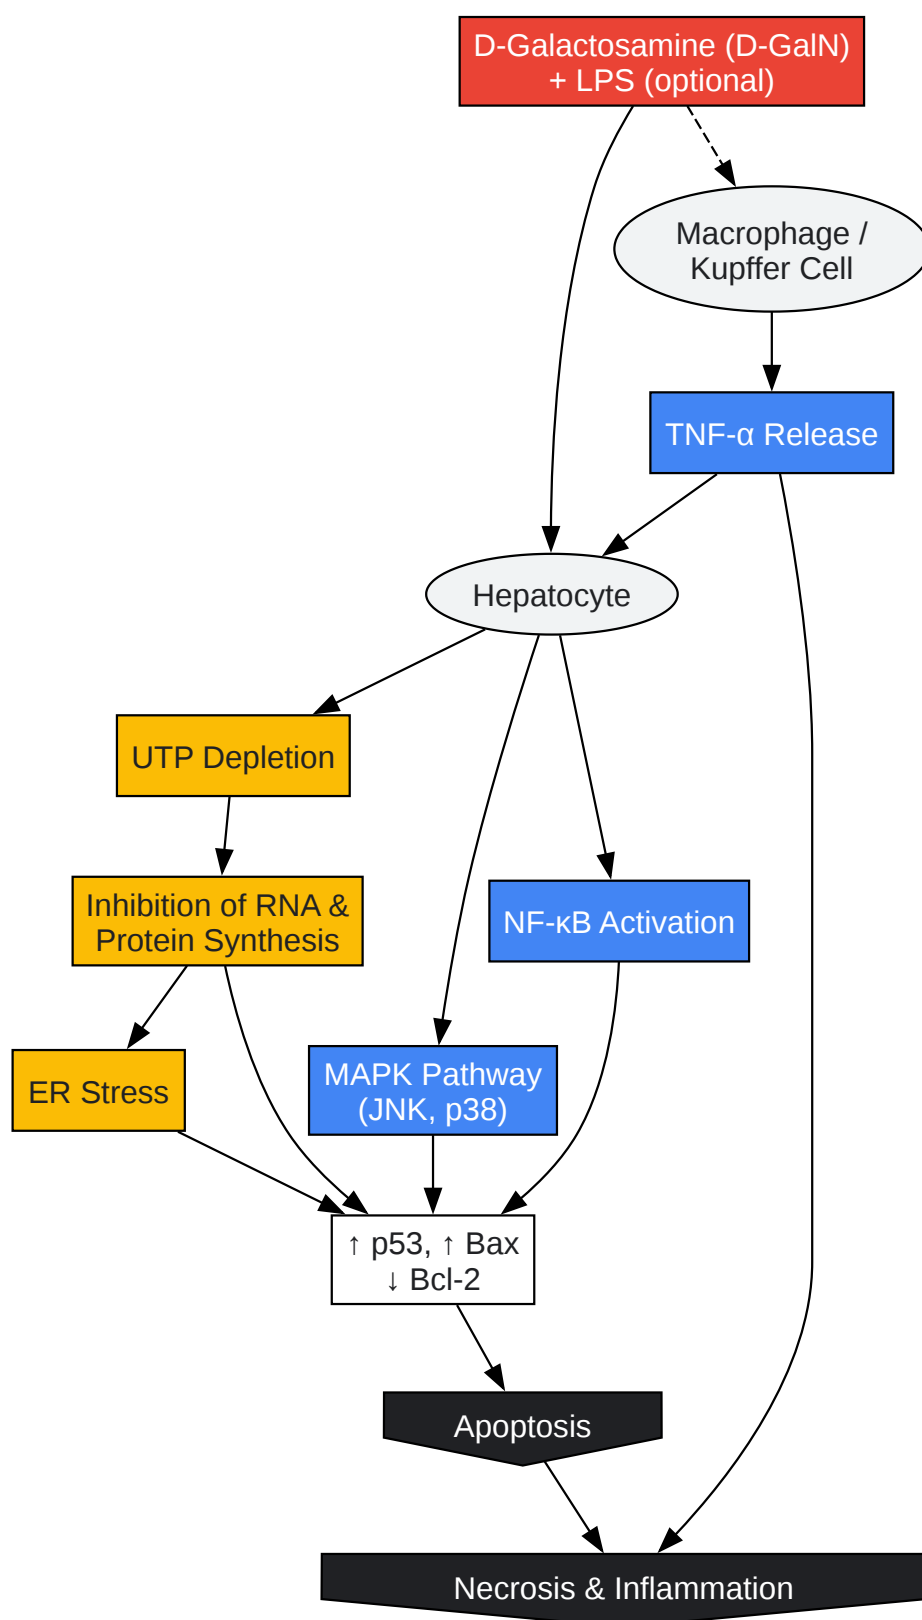 D-Galactosamine (D-GalN)
+ LPS (optional)
Macrophage /
Kupffer Cell
TNF-α Release
Hepatocyte
UTP Depletion
Inhibition of RNA &
Protein Synthesis
NF-κB Activation
ER Stress
MAPK Pathway
(JNK, p38)
↑ p53, ↑ Bax
↓ Bcl-2
Apoptosis
Necrosis & Inflammation